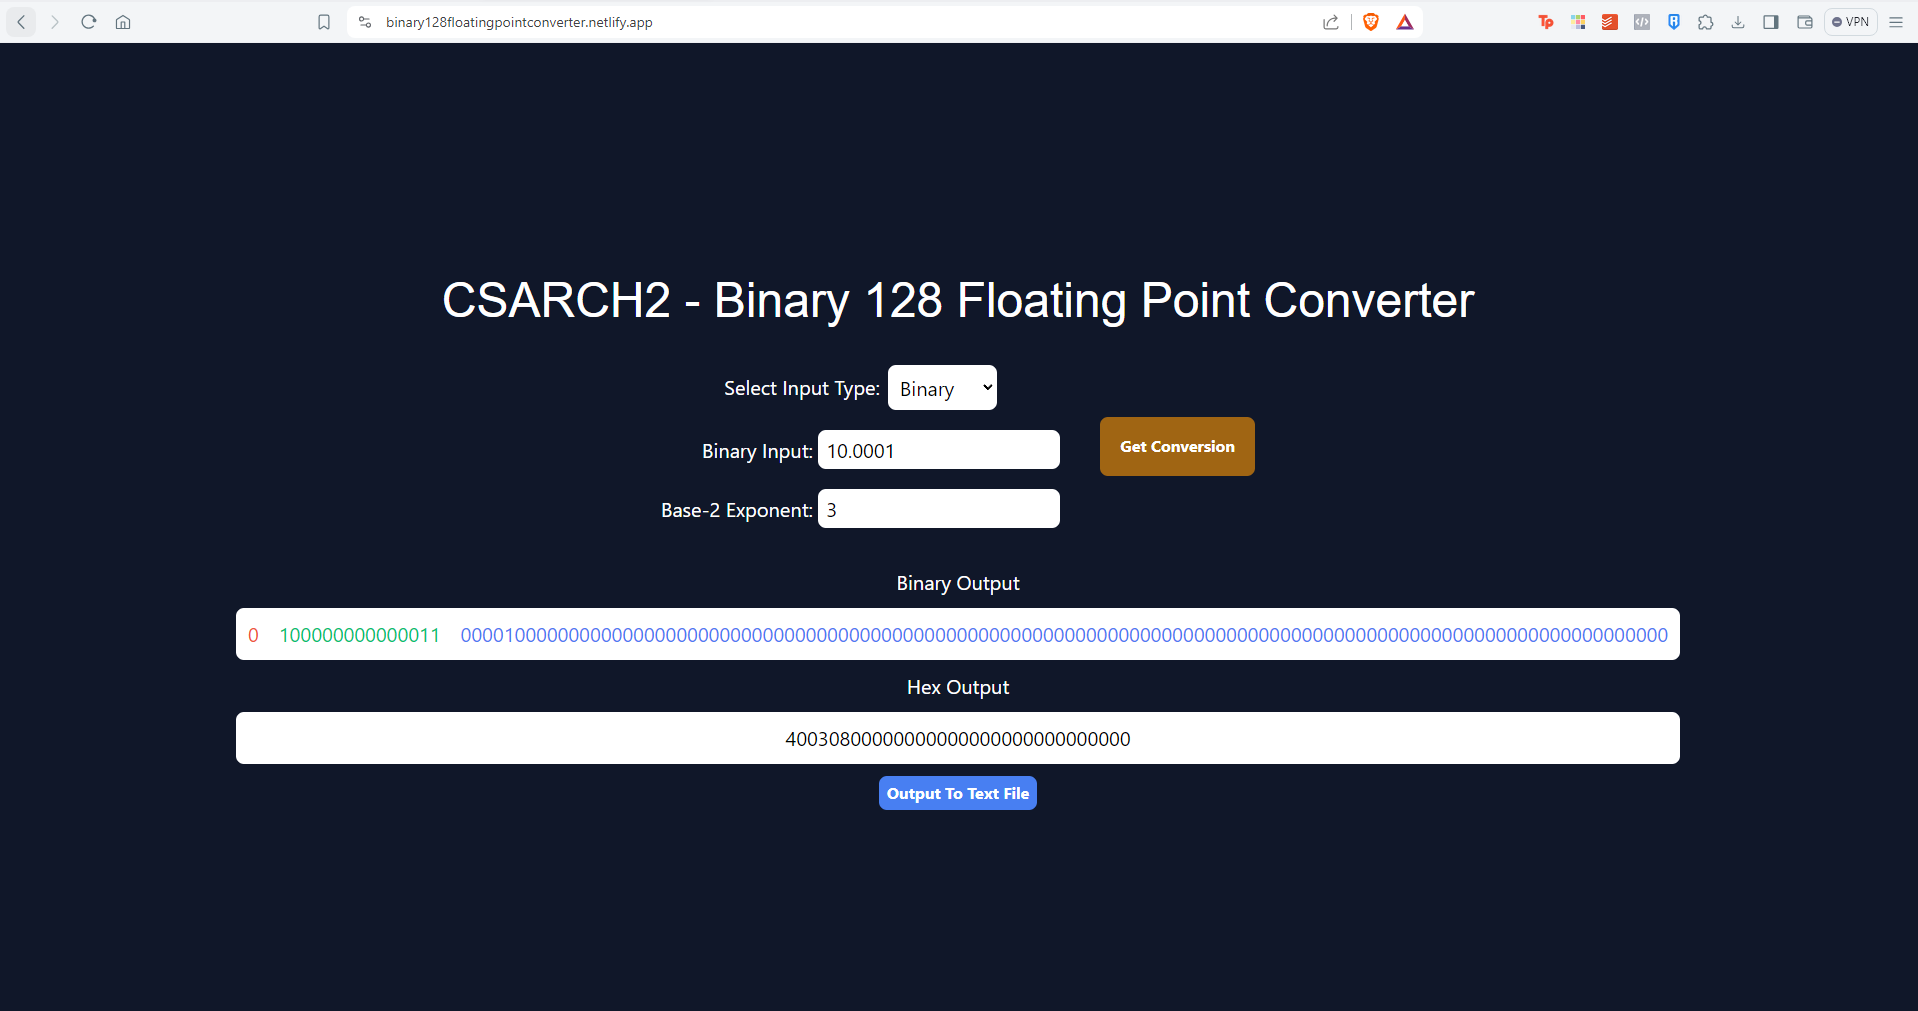 binary128floatingpointconverter.netlify.app
Tp
VPN
CSARCH2 - Binary 128 Floating Point Converter
Select Input Type: Binary
Binary Input: 10.0001
Get Conversion
Base-2 Exponent: 3
Binary Output
0 100000000000011 0000100000000000000000000000000000000000000000000000000000000000000000000000000000000000000000000000000000000000
Hex Output
40030800000000000000000000000000
Output To Text File